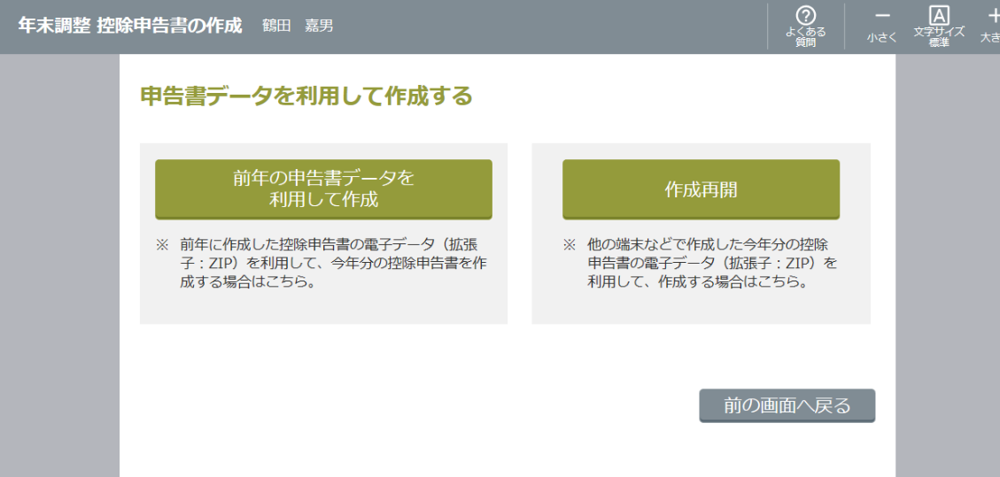 年末調整 控除申告書の作成 鶴田 嘉男
よくある
質問
小さく
A
文字サイズ
標準
大き
申告書データを利用して作成する
前年の申告書データを
利用して作成
※ 前年に作成した控除申告書の電子データ（拡張
子：ZIP）を利用して、今年分の控除申告書を作
成する場合はこちら。
作成再開
※ 他の端末などで作成した今年分の控除
申告書の電子データ（拡張子：ZIP）を
利用して、作成する場合はこちら。
前の画面へ戻る